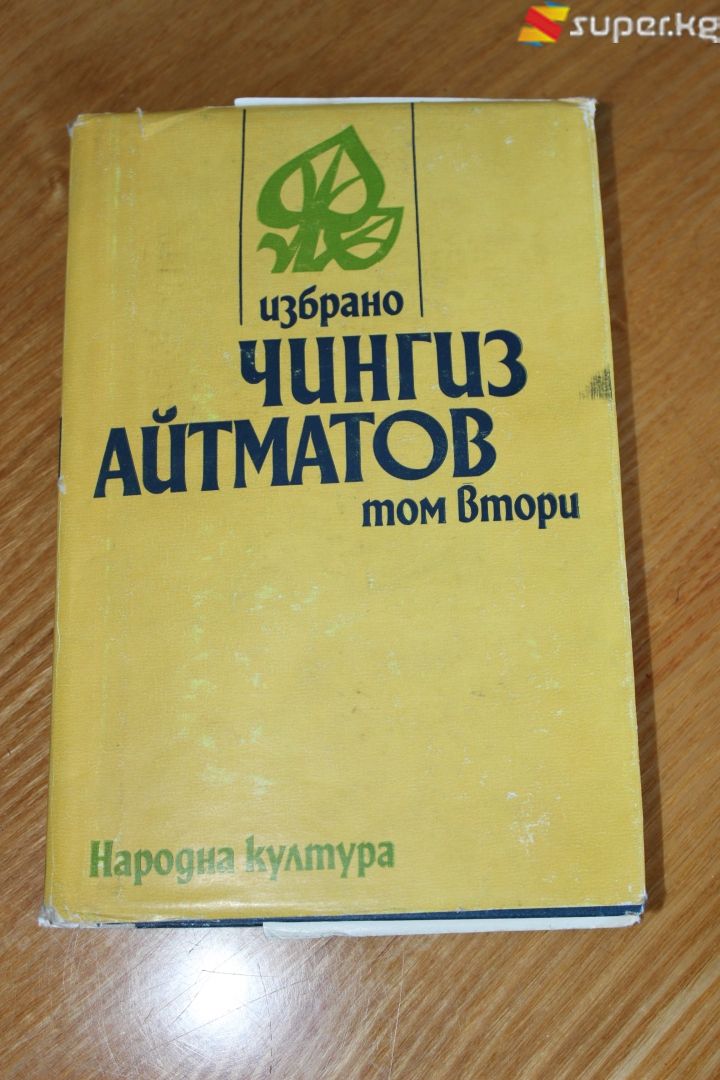 super.kg
избрано
ЧИНГИЗ
АЙТМАТОВ
том втори
Народна култура